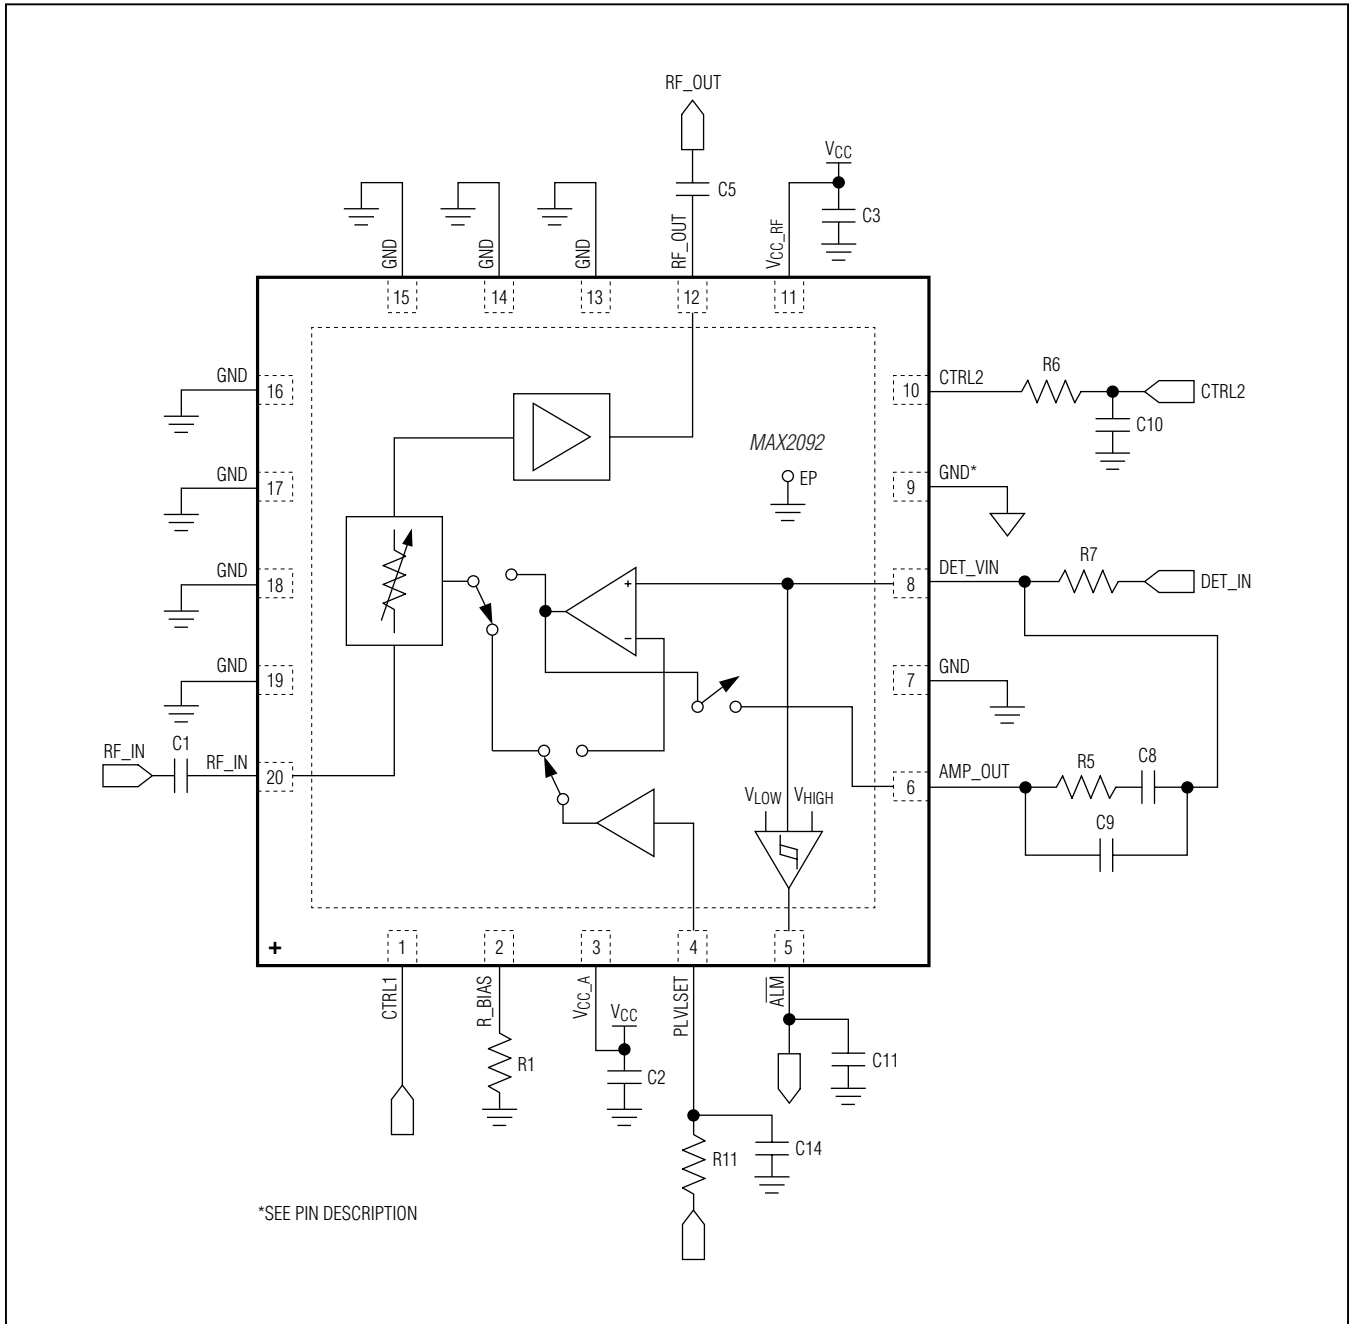 RF_OUT
VCC
C5
C3
GND
GND
GND
RF_OUT
VCC_RF
15
14
13
12
11
GND
16
10
CTRL2
R6
CTRL2
C10
MAX2092
EP
GND
17
9
GND*
GND
18
8
DET_VIN
R7
DET_IN
+
−
GND
19
7
GND
RF_IN
C1
RF_IN
20
6
AMP_OUT
R5
C8
C9
VLOW
VHIGH
+
1
2
3
4
5
CTRL1
R_BIAS
VCC_A
PLVLSET
ALM
VCC
R1
C2
C11
R11
C14
*SEE PIN DESCRIPTION